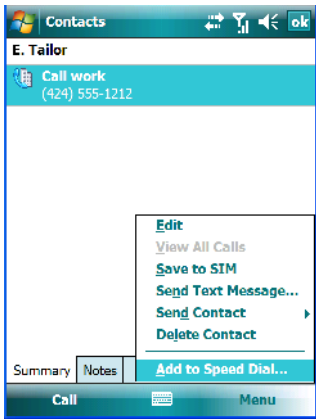 Contacts ok
E. Tailor
Call work
(424) 555-1212
Edit
View All Calls
Save to SIM
Send Text Message...
Send Contact
Delete Contact
Add to Speed Dial...
Summary Notes
Call Menu